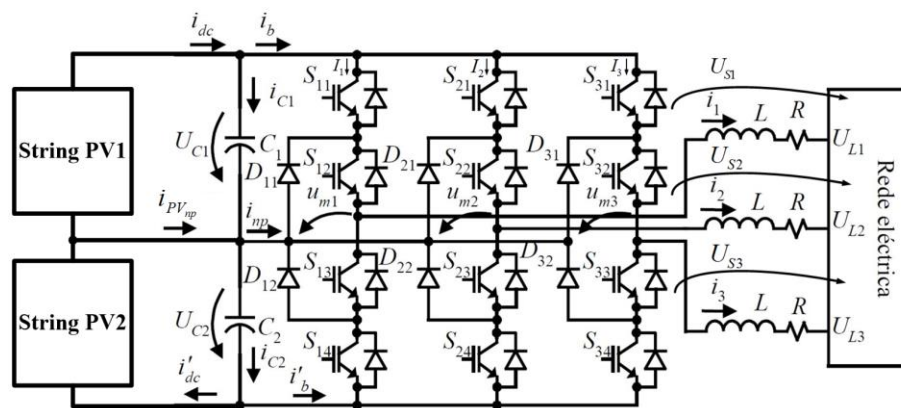 i_dc
i_b
I_1
I_2
I_3
S_11
S_21
S_31
U_S1
i_C1
i_1
L
R
String PV1
U_C1
C_1
D_11
S_12
D_21
S_22
D_31
S_32
U_L1
U_S2
i_PV_np
i_np
u_m1
u_m2
u_m3
i_2
L
R
U_L2
Rede eléctrica
D_12
S_13
D_22
S_23
D_32
S_33
U_S3
String PV2
U_C2
C_2
i_3
L
R
U_L3
i_C2
S_14
S_24
S_34
i'_dc
i'_b